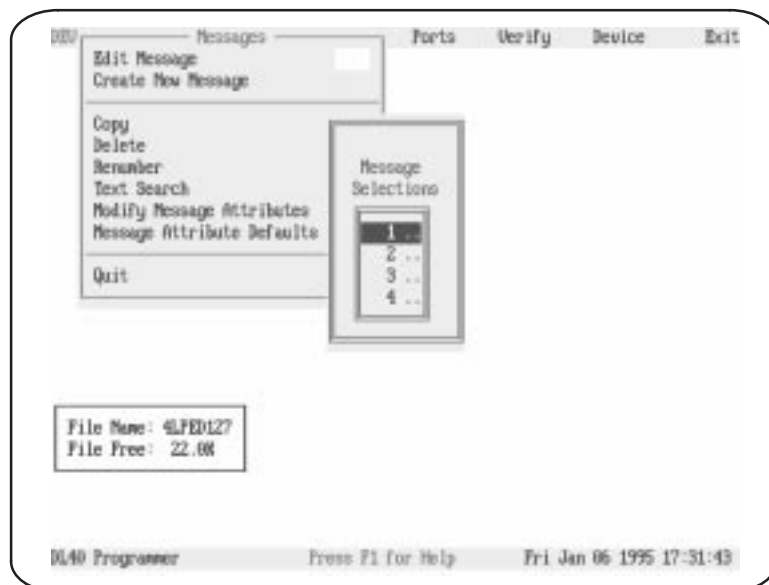 Messages Ports Verify Device Exit
Edit Message
Create New Message
Copy
Delete
Renumber
Text Search
Modify Message Attributes
Message Attribute Defaults
Quit
Message
Selections
1 ..
2 ..
3 ..
4 ..
File Name: 4LPED127
File Free: 22.0%
DL40 Programmer Press F1 for Help Fri Jan 06 1995 17:31:43